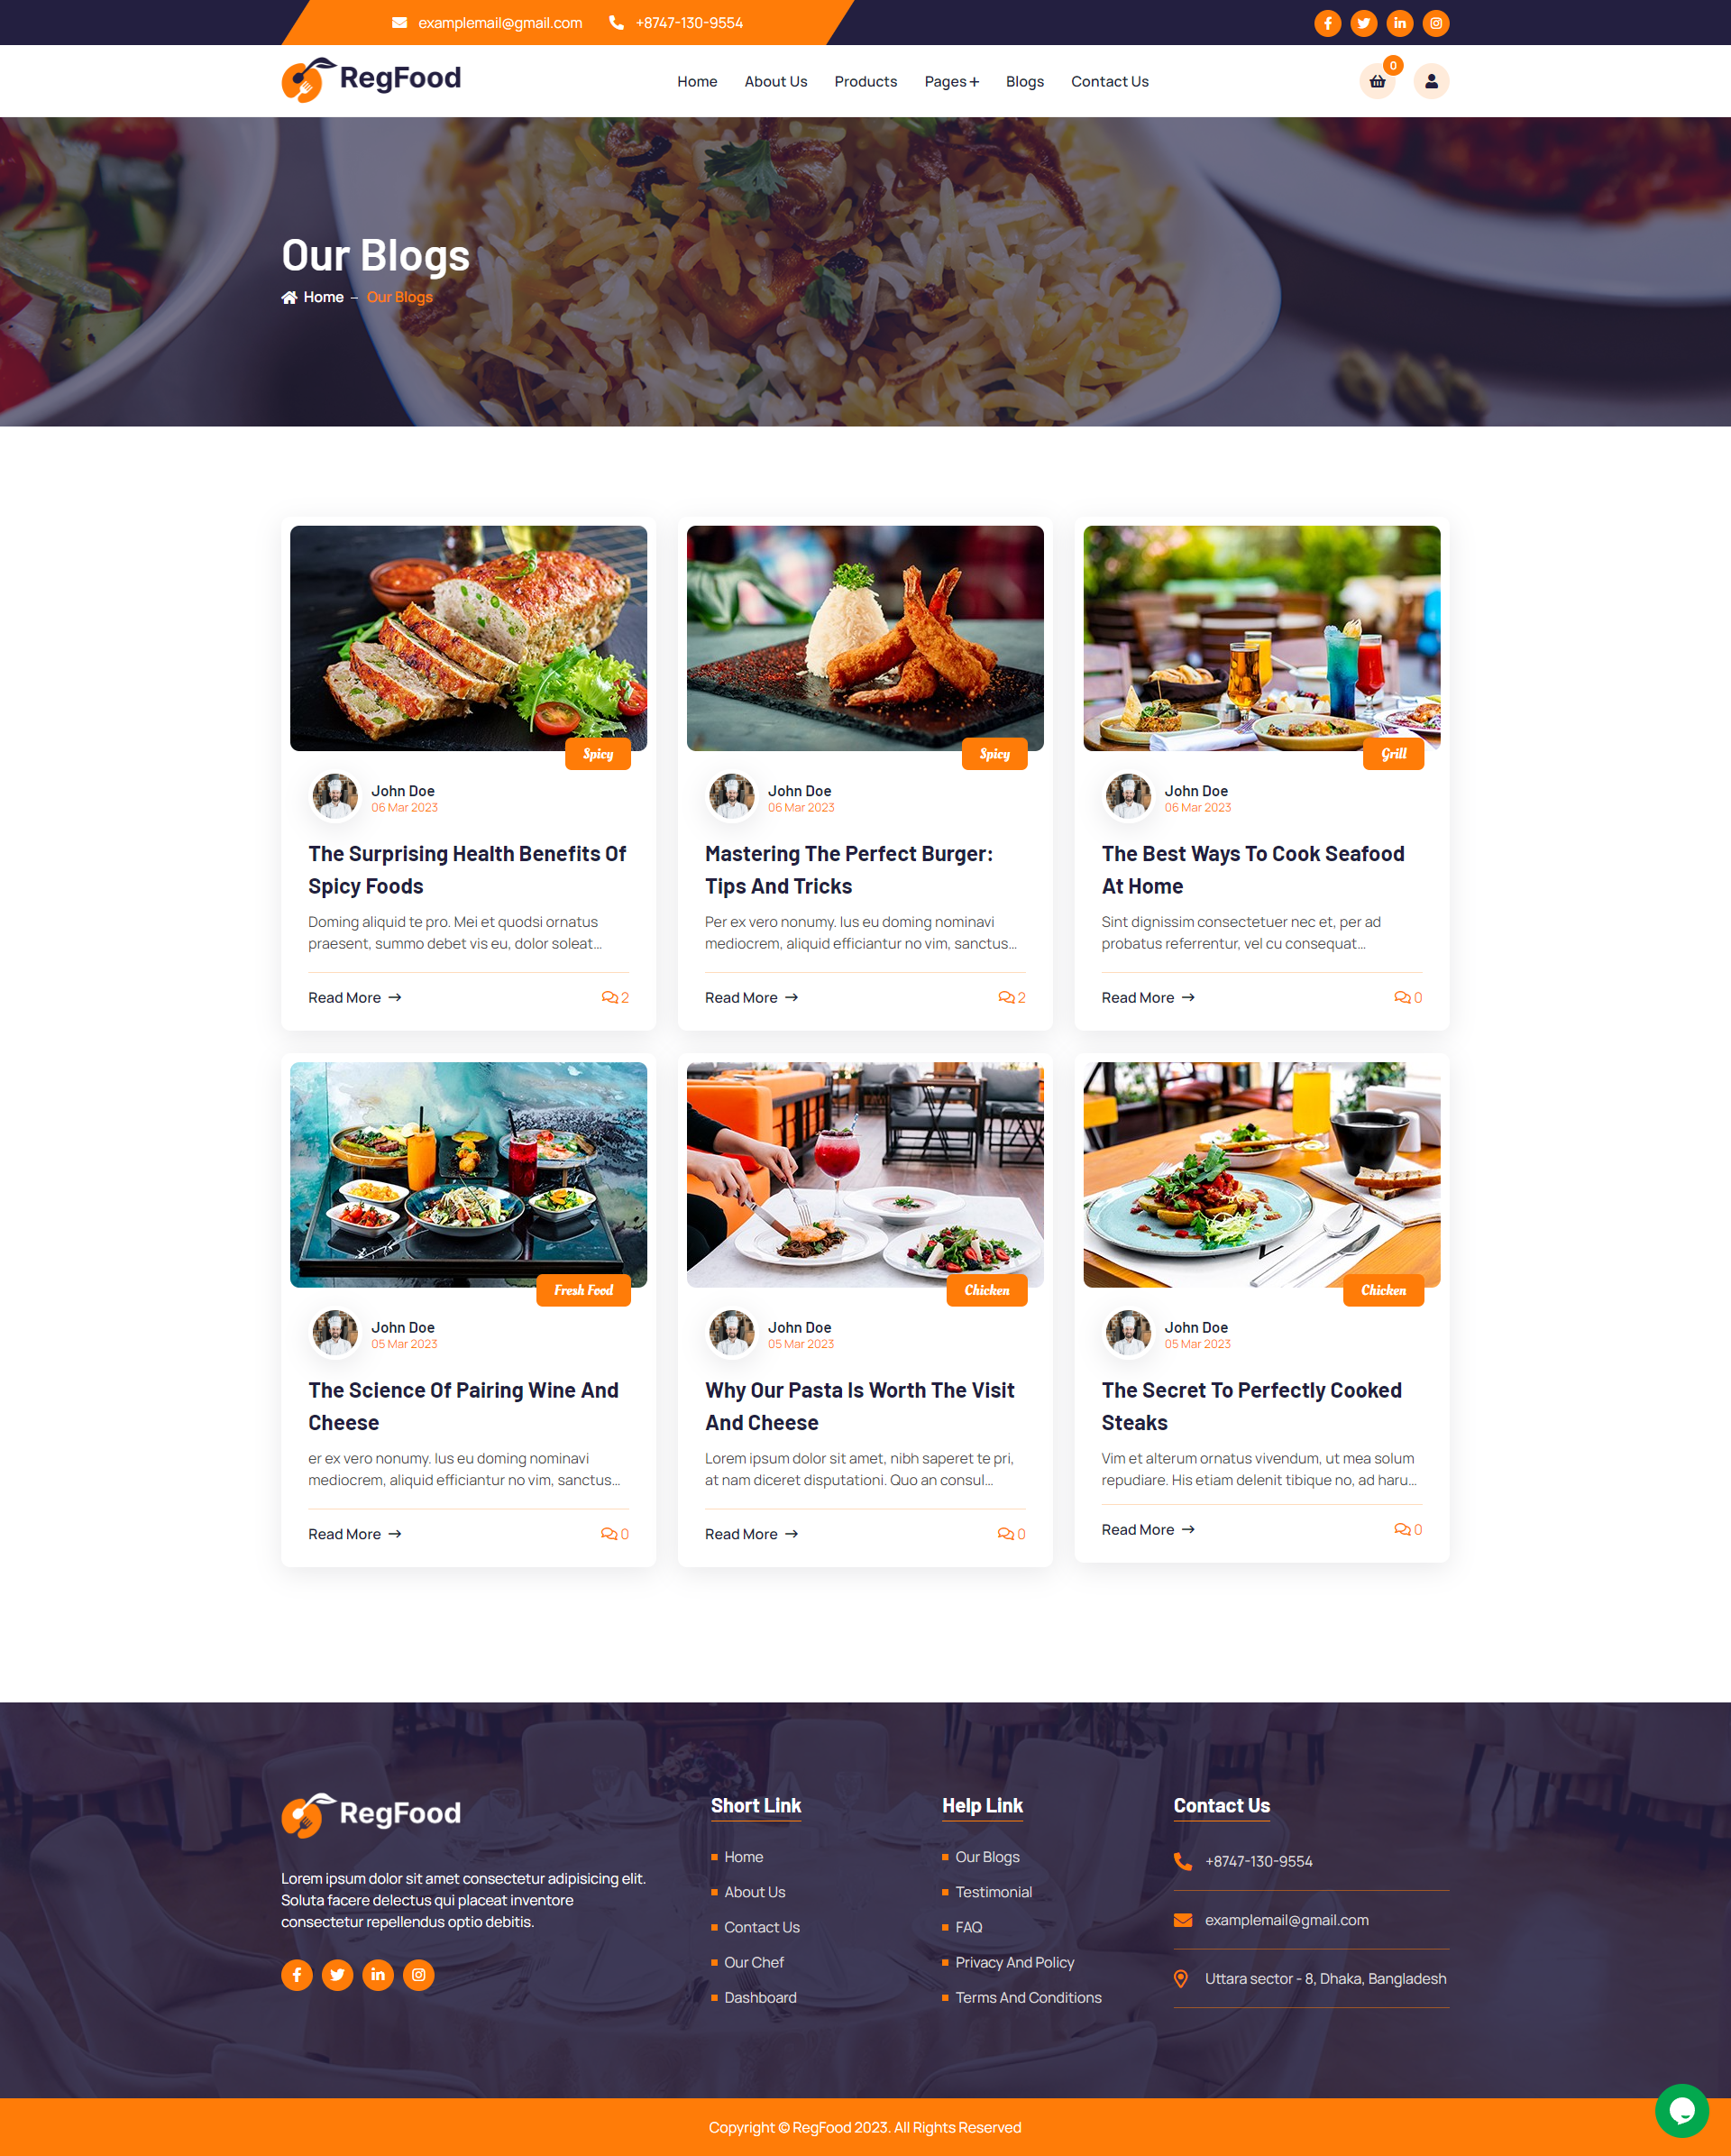 examplemail@gmail.com +8747-130-9554
RegFood
Home About Us Products Pages + Blogs Contact Us
0
Our Blogs
Home – Our Blogs
Spicy
John Doe
06 Mar 2023
The Surprising Health Benefits Of
Spicy Foods
Doming aliquid te pro. Mei et quodsi ornatus
praesent, summo debet vis eu, dolor soleat...
Read More → 2
Spicy
John Doe
06 Mar 2023
Mastering The Perfect Burger:
Tips And Tricks
Per ex vero nonumy. Ius eu doming nominavi
mediocrem, aliquid efficiantur no vim, sanctus...
Read More → 2
Grill
John Doe
06 Mar 2023
The Best Ways To Cook Seafood
At Home
Sint dignissim consectetuer nec et, per ad
probatus referrentur, vel cu consequat...
Read More → 0
Fresh Food
John Doe
05 Mar 2023
The Science Of Pairing Wine And
Cheese
er ex vero nonumy. Ius eu doming nominavi
mediocrem, aliquid efficiantur no vim, sanctus...
Read More → 0
Chicken
John Doe
05 Mar 2023
Why Our Pasta Is Worth The Visit
And Cheese
Lorem ipsum dolor sit amet, nibh saperet te pri,
at nam diceret disputationi. Quo an consul...
Read More → 0
Chicken
John Doe
05 Mar 2023
The Secret To Perfectly Cooked
Steaks
Vim et alterum ornatus vivendum, ut mea solum
repudiare. His etiam delenit tibique no, ad haru...
Read More → 0
RegFood
Lorem ipsum dolor sit amet consectetur adipisicing elit.
Soluta facere delectus qui placeat inventore
consectetur repellendus optio debitis.
Short Link
Home
About Us
Contact Us
Our Chef
Dashboard
Help Link
Our Blogs
Testimonial
FAQ
Privacy And Policy
Terms And Conditions
Contact Us
+8747-130-9554
examplemail@gmail.com
Uttara sector - 8, Dhaka, Bangladesh
Copyright © RegFood 2023. All Rights Reserved